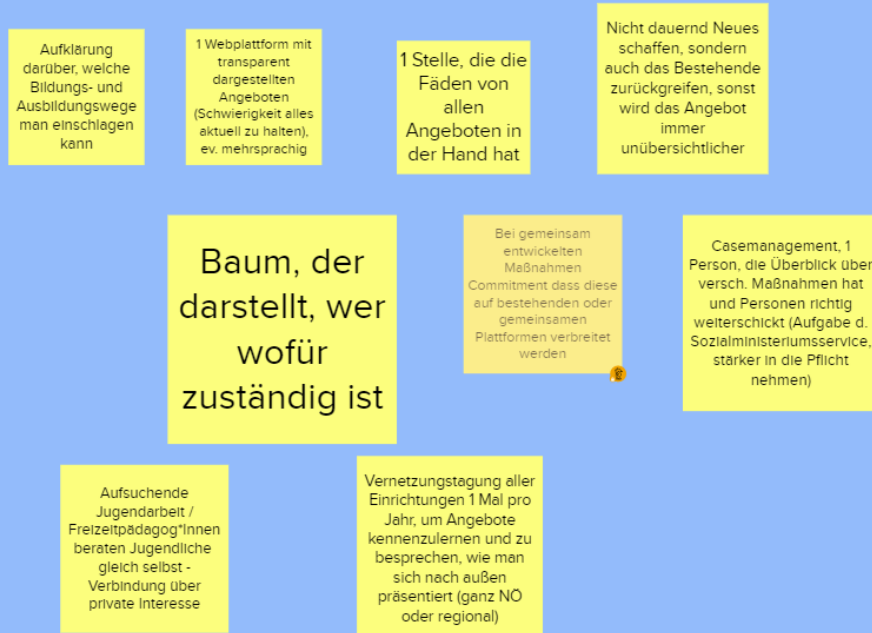 Aufklärung
darüber, welche
Bildungs- und
Ausbildungswege
man einschlagen
kann
1 Webplattform mit
transparent
dargestellten
Angeboten
(Schwierigkeit alles
aktuell zu halten),
ev. mehrsprachig
1 Stelle, die die
Fäden von
allen
Angeboten in
der Hand hat
Nicht dauernd Neues
schaffen, sondern
auch das Bestehende
zurückgreifen, sonst
wird das Angebot
immer
unübersichtlicher
Baum, der
darstellt, wer
wofür
zuständig ist
Bei gemeinsam
entwickelten
Maßnahmen
Commitment dass diese
auf bestehenden oder
gemeinsamen
Plattformen verbreitet
werden
Casemanagement, 1
Person, die Überblick über
versch. Maßnahmen hat
und Personen richtig
weiterschickt (Aufgabe d.
Sozialministeriumsservice,
stärker in die Pflicht
nehmen)
Aufsuchende
Jugendarbeit /
Freizeitpädagog*Innen
beraten Jugendliche
gleich selbst -
Verbindung über
private Interesse
Vernetzungstagung aller
Einrichtungen 1 Mal pro
Jahr, um Angebote
kennenzulernen und zu
besprechen, wie man
sich nach außen
präsentiert (ganz NÖ
oder regional)